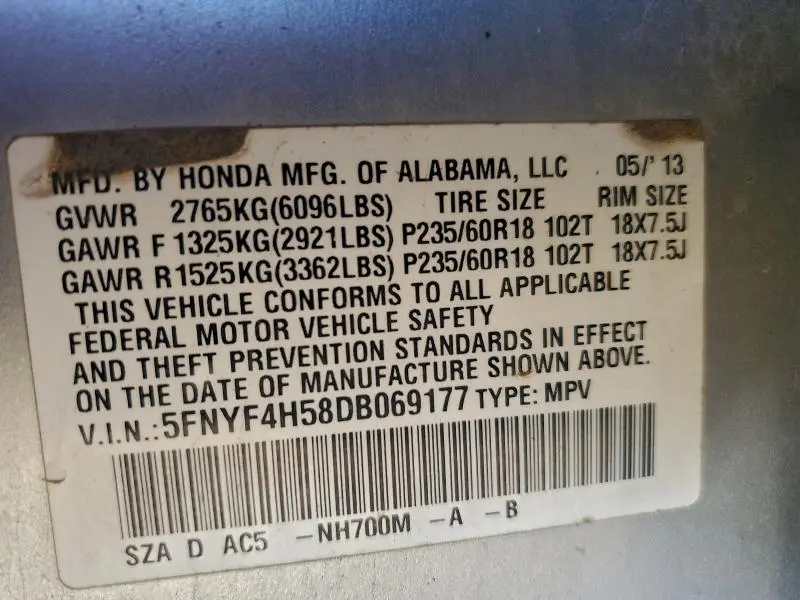 MFD. BY HONDA MFG. OF ALABAMA, LLC 05/'13
GVWR 2765KG(6096LBS) TIRE SIZE RIM SIZE
GAWR F 1325KG(2921LBS) P235/60R18 102T 18X7.5J
GAWR R1525KG(3362LBS) P235/60R18 102T 18X7.5J
THIS VEHICLE CONFORMS TO ALL APPLICABLE
FEDERAL MOTOR VEHICLE SAFETY
AND THEFT PREVENTION STANDARDS IN EFFECT
ON THE DATE OF MANUFACTURE SHOWN ABOVE.
V.I.N.:5FNYF4H58DB069177 TYPE: MPV
SZA D AC5 -NH700M -A -B